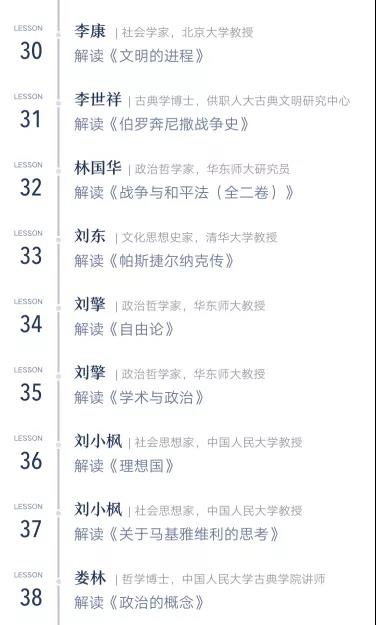 LESSON
30
李康 | 社会学家，北京大学教授
解读《文明的进程》
LESSON
31
李世祥 | 古典学博士，供职人大古典文明研究中心
解读《伯罗奔尼撒战争史》
LESSON
32
林国华 | 政治哲学家，华东师大研究员
解读《战争与和平法（全二卷）》
LESSON
33
刘东 | 文化思想史家，清华大学教授
解读《帕斯捷尔纳克传》
LESSON
34
刘擎 | 政治哲学家，华东师大教授
解读《自由论》
LESSON
35
刘擎 | 政治哲学家，华东师大教授
解读《学术与政治》
LESSON
36
刘小枫 | 社会思想家，中国人民大学教授
解读《理想国》
LESSON
37
刘小枫 | 社会思想家，中国人民大学教授
解读《关于马基雅维利的思考》
LESSON
38
娄林 | 哲学博士，中国人民大学古典学院讲师
解读《政治的概念》